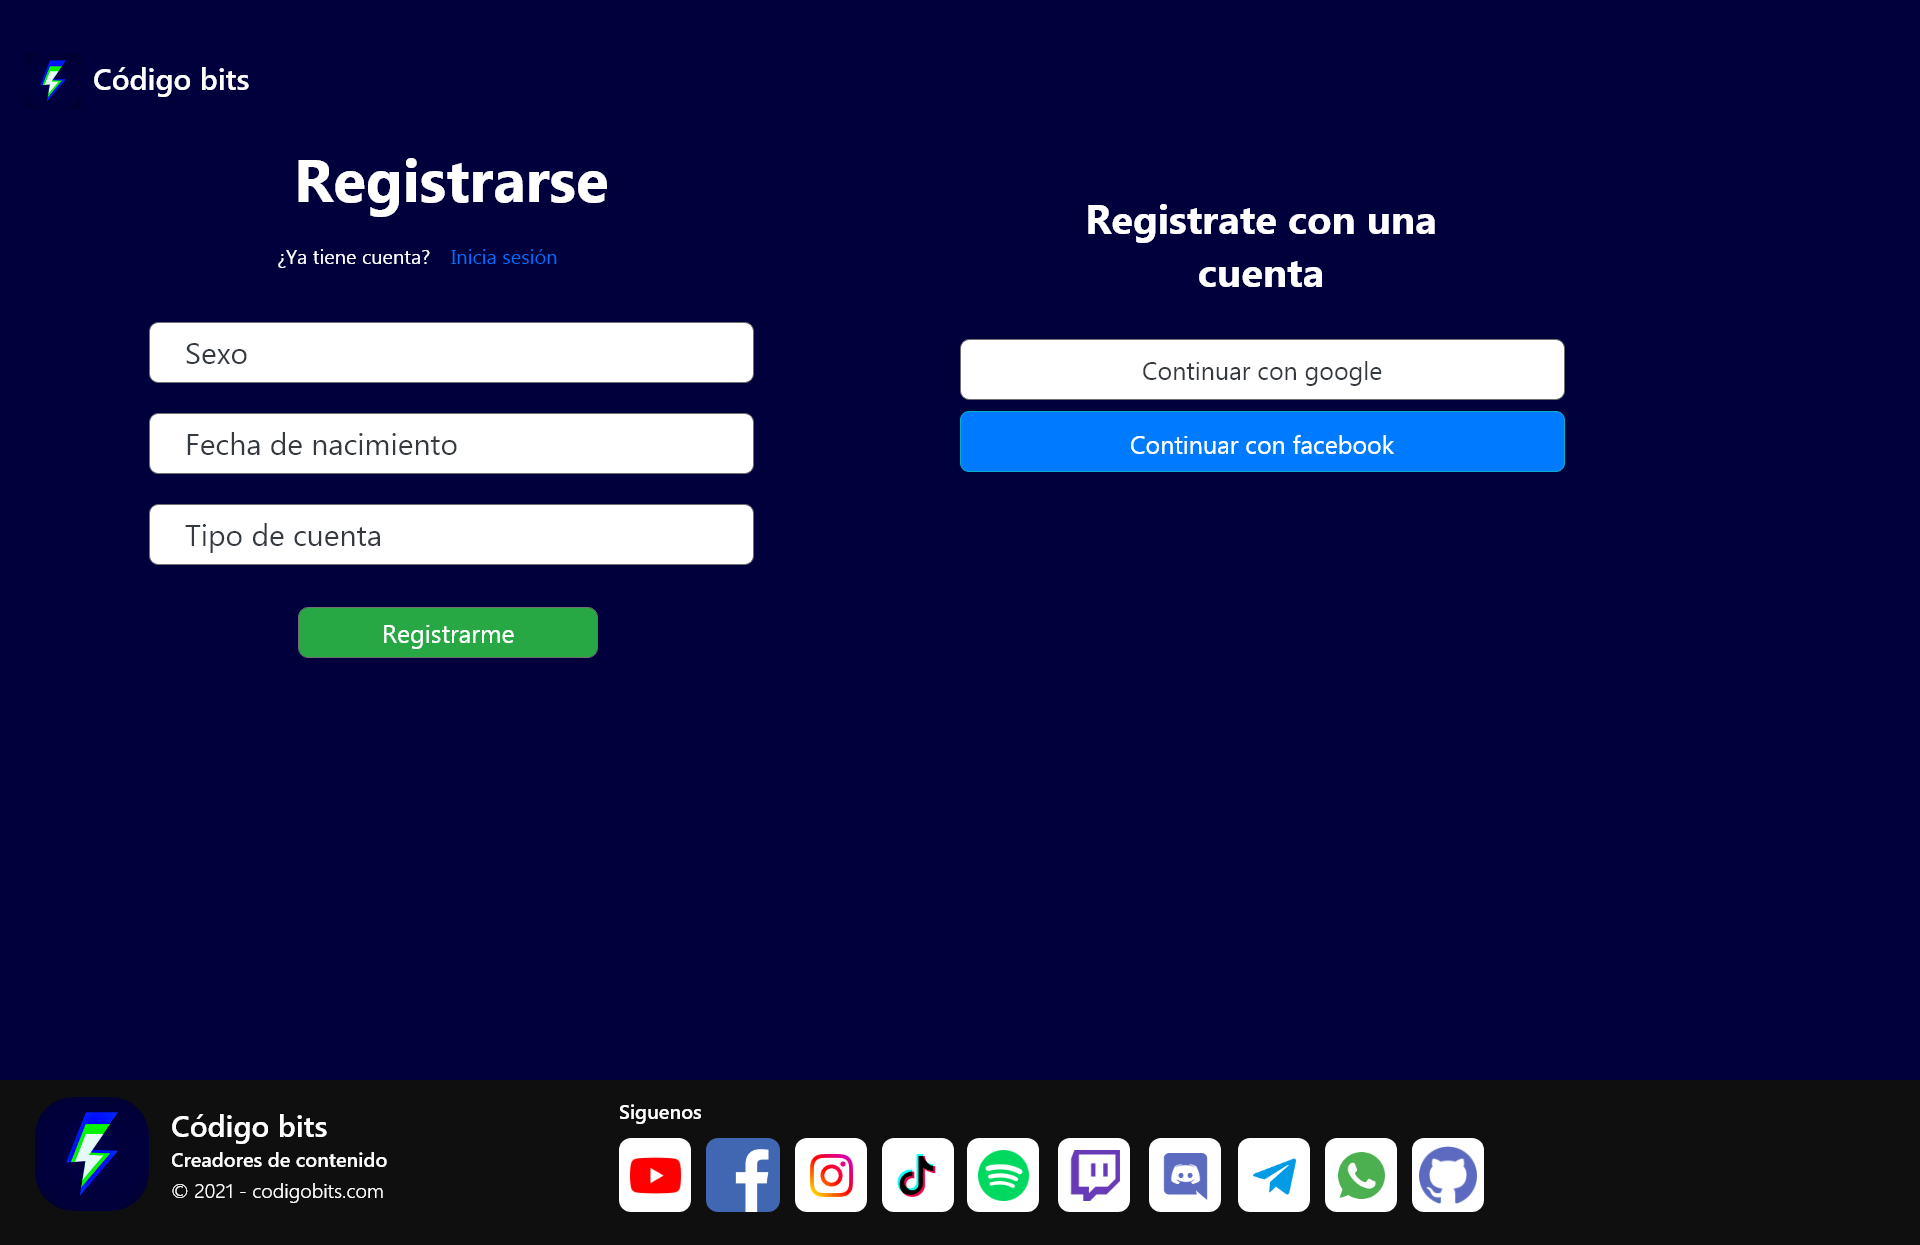 Código bits
Registrarse
¿Ya tiene cuenta? Inicia sesión
Sexo
Fecha de nacimiento
Tipo de cuenta
Registrarme
Registrate con una
cuenta
Continuar con google
Continuar con facebook
Código bits
Creadores de contenido
© 2021 - codigobits.com
Siguenos